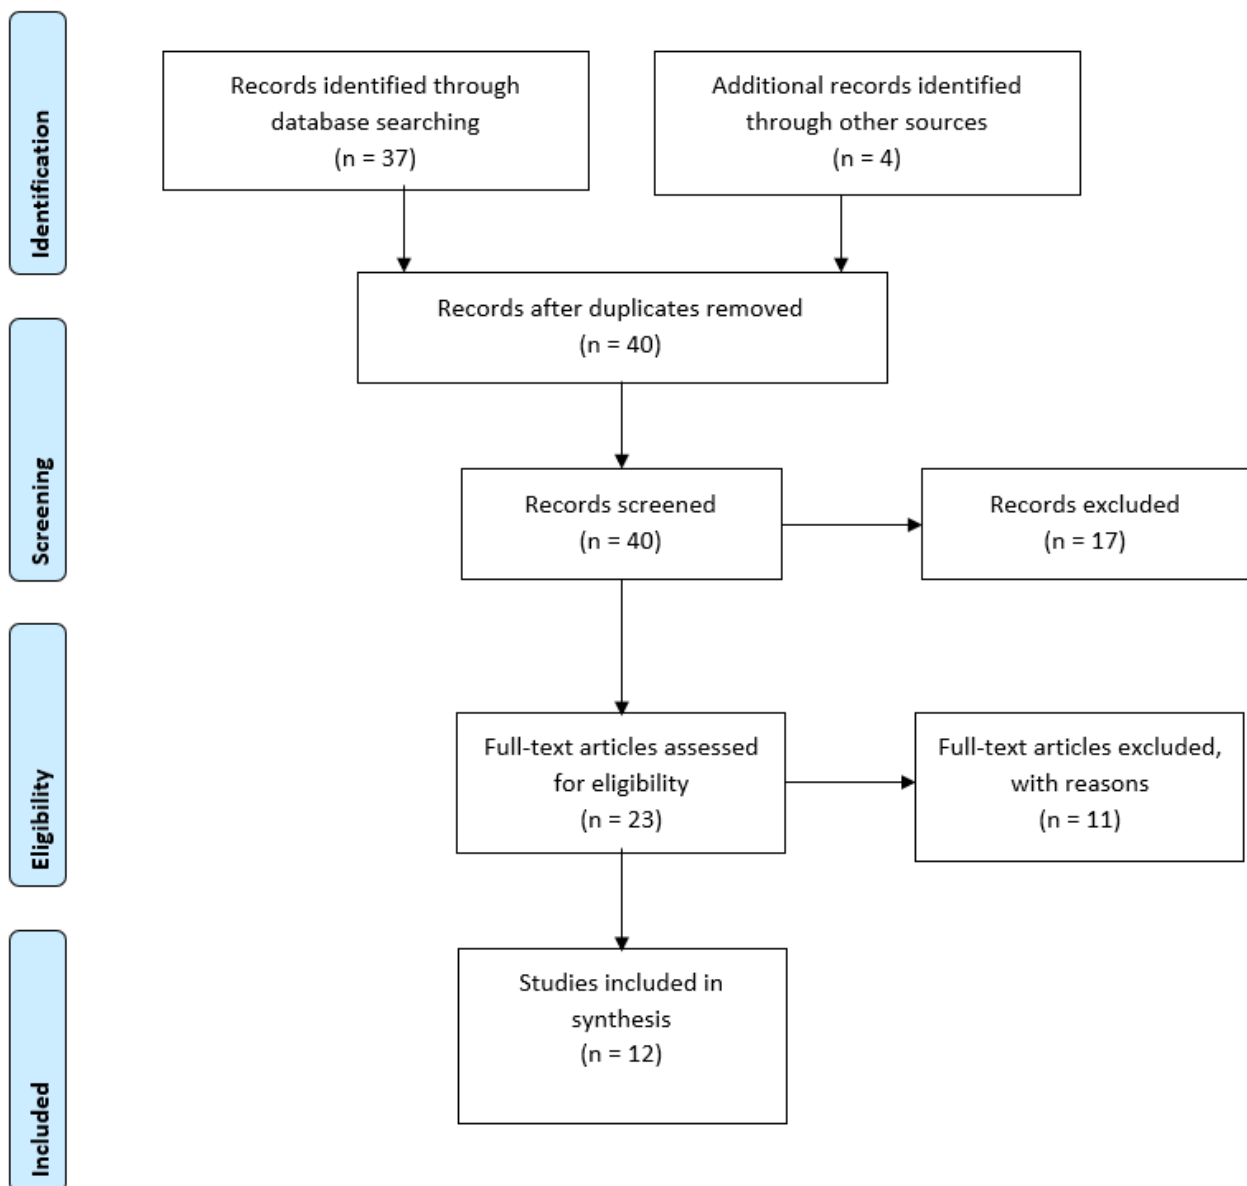 Identification
Records identified through
database searching
(n = 37)
Additional records identified
through other sources
(n = 4)
Records after duplicates removed
(n = 40)
Screening
Records screened
(n = 40)
Records excluded
(n = 17)
Eligibility
Full-text articles assessed
for eligibility
(n = 23)
Full-text articles excluded,
with reasons
(n = 11)
Included
Studies included in
synthesis
(n = 12)